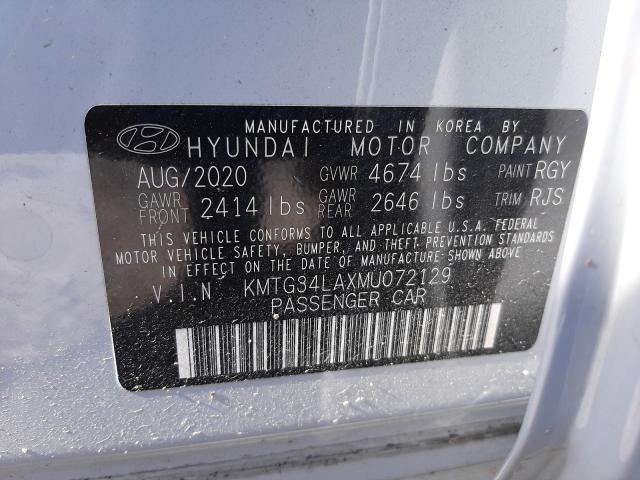 MANUFACTURED IN KOREA BY
HYUNDAI MOTOR COMPANY
AUG/2020 GVWR 4674 lbs PAINT RGY
GAWR FRONT 2414 lbs GAWR REAR 2646 lbs TRIM RJS
THIS VEHICLE CONFORMS TO ALL APPLICABLE U.S.A. FEDERAL
MOTOR VEHICLE SAFETY, BUMPER, AND THEFT PREVENTION STANDARDS
IN EFFECT ON THE DATE OF MANUFACTURE SHOWN ABOVE
V.I.N KMTG34LAXMU072129
PASSENGER CAR